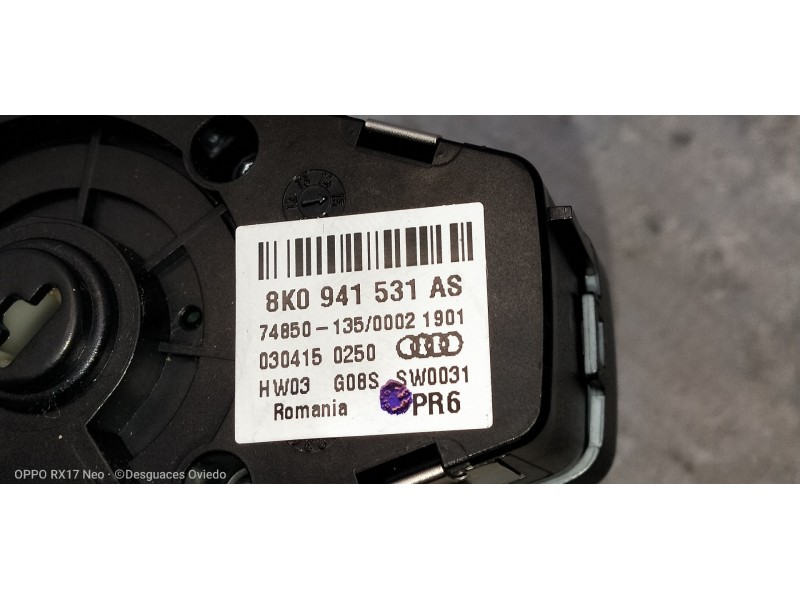 8K0 941 531 AS
74850-135/0002 1901
030415 0250
HW03 G08S SW0031
Romania PR6
OPPO RX17 Neo · ©Desguaces Oviedo